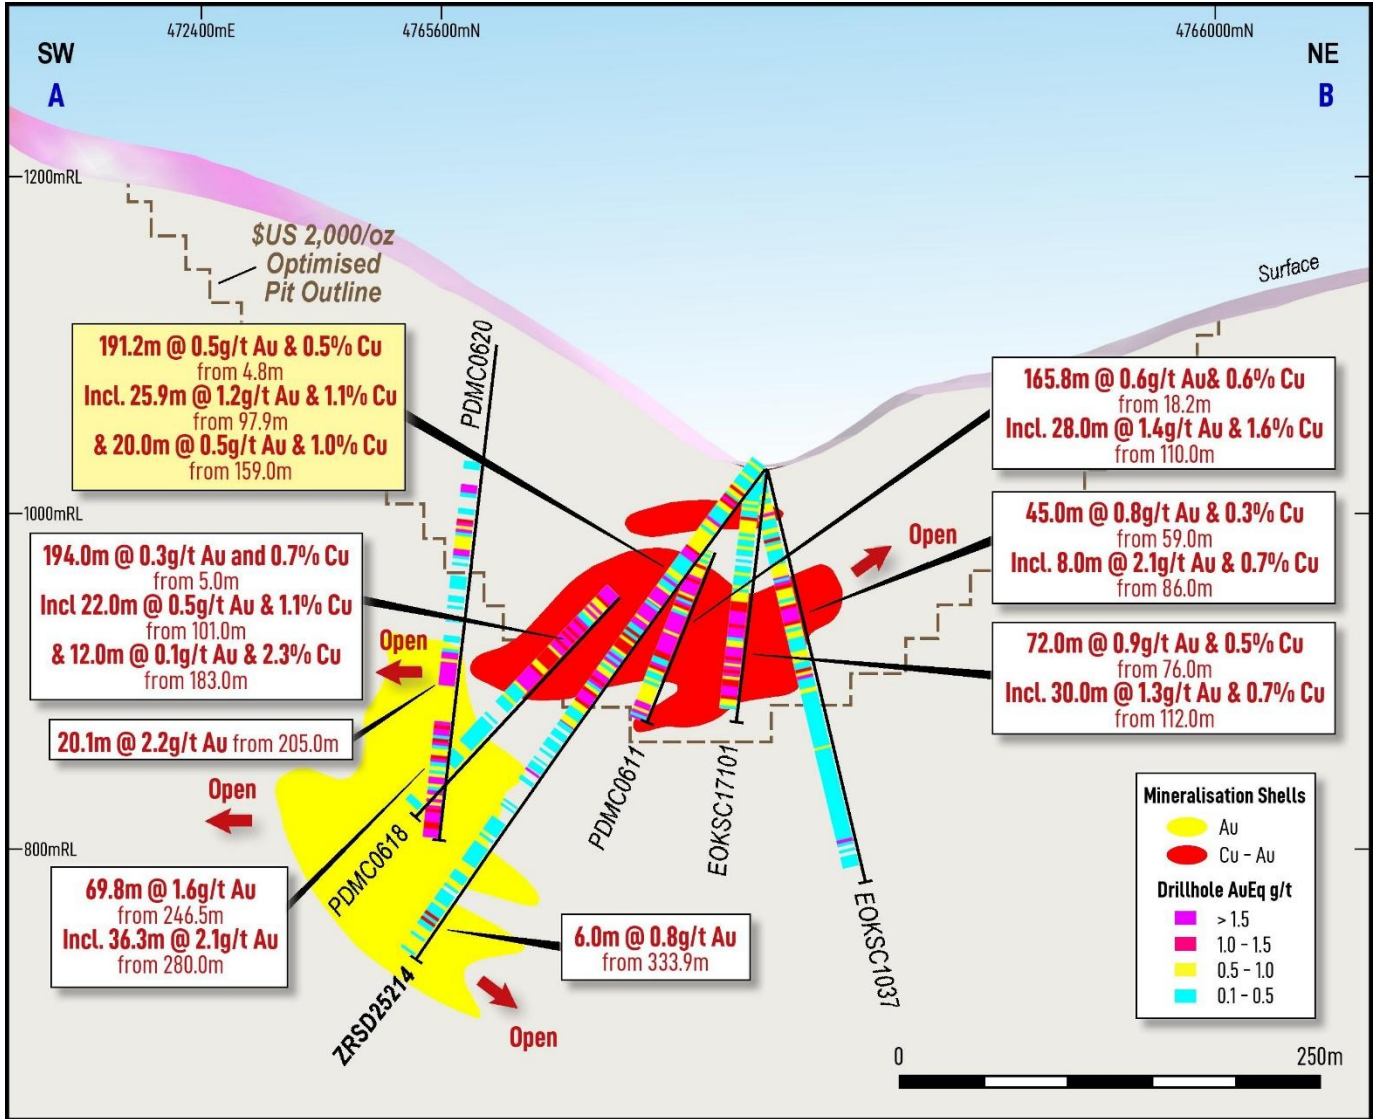 472400mE
4765600mN
4766000mN
SW
NE
A
B
1200mRL
$US 2,000/oz
Optimised
Pit Outline
Surface
191.2m @ 0.5g/t Au & 0.5% Cu
from 4.8m
Incl. 25.9m @ 1.2g/t Au & 1.1% Cu
from 97.9m
& 20.0m @ 0.5g/t Au & 1.0% Cu
from 159.0m
PDMC0620
165.8m @ 0.6g/t Au& 0.6% Cu
from 18.2m
Incl. 28.0m @ 1.4g/t Au & 1.6% Cu
from 110.0m
1000mRL
194.0m @ 0.3g/t Au and 0.7% Cu
from 5.0m
Incl 22.0m @ 0.5g/t Au & 1.1% Cu
from 101.0m
& 12.0m @ 0.1g/t Au & 2.3% Cu
from 183.0m
Open
Open
45.0m @ 0.8g/t Au & 0.3% Cu
from 59.0m
Incl. 8.0m @ 2.1g/t Au & 0.7% Cu
from 86.0m
72.0m @ 0.9g/t Au & 0.5% Cu
from 76.0m
Incl. 30.0m @ 1.3g/t Au & 0.7% Cu
from 112.0m
20.1m @ 2.2g/t Au from 205.0m
Open
800mRL
PDMC0618
PDMC0611
EOKSC17101
EOKSC1037
ZRSD25214
69.8m @ 1.6g/t Au
from 246.5m
Incl. 36.3m @ 2.1g/t Au
from 280.0m
6.0m @ 0.8g/t Au
from 333.9m
Open
Mineralisation Shells
Au
Cu - Au
Drillhole AuEq g/t
> 1.5
1.0 - 1.5
0.5 - 1.0
0.1 - 0.5
0
250m